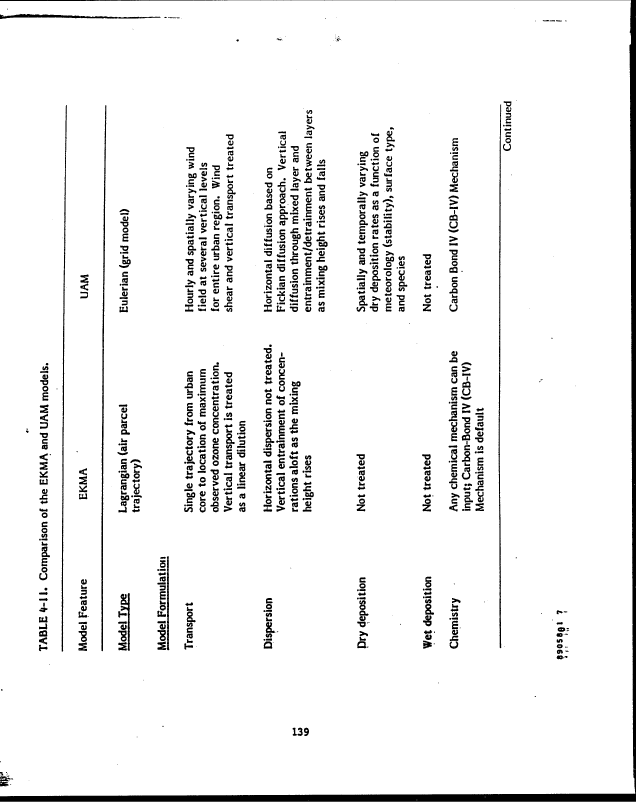 TABLE 4-11. Comparison of the EKMA and UAM models.
Model Feature EKMA UAM
Model Type Lagrangian (air parcel Eulerian (grid model)
trajectory)
Model Formulation
Transport Single trajectory from urban Hourly and spatially varying wind
core to location of maximum field at several vertical levels
observed ozone concentration. for entire urban region. Wind
Vertical transport is treated shear and vertical transport treated
as a linear dilution
Dispersion Horizontal dispersion not treated. Horizontal diffusion based on
Vertical entrainment of concen- Fickian diffusion approach. Vertical
rations aloft as the mixing diffusion through mixed layer and
height rises entrainment/detrainment between layers
as mixing height rises and falls
Dry deposition Not treated Spatially and temporally varying
dry deposition rates as a function of
meteorology (stability), surface type,
and species
Wet deposition Not treated Not treated
Chemistry Any chemical mechanism can be Carbon Bond IV (CB-IV) Mechanism
input; Carbon-Bond IV (CB-IV)
Mechanism is default
Continued
8905801 7
139